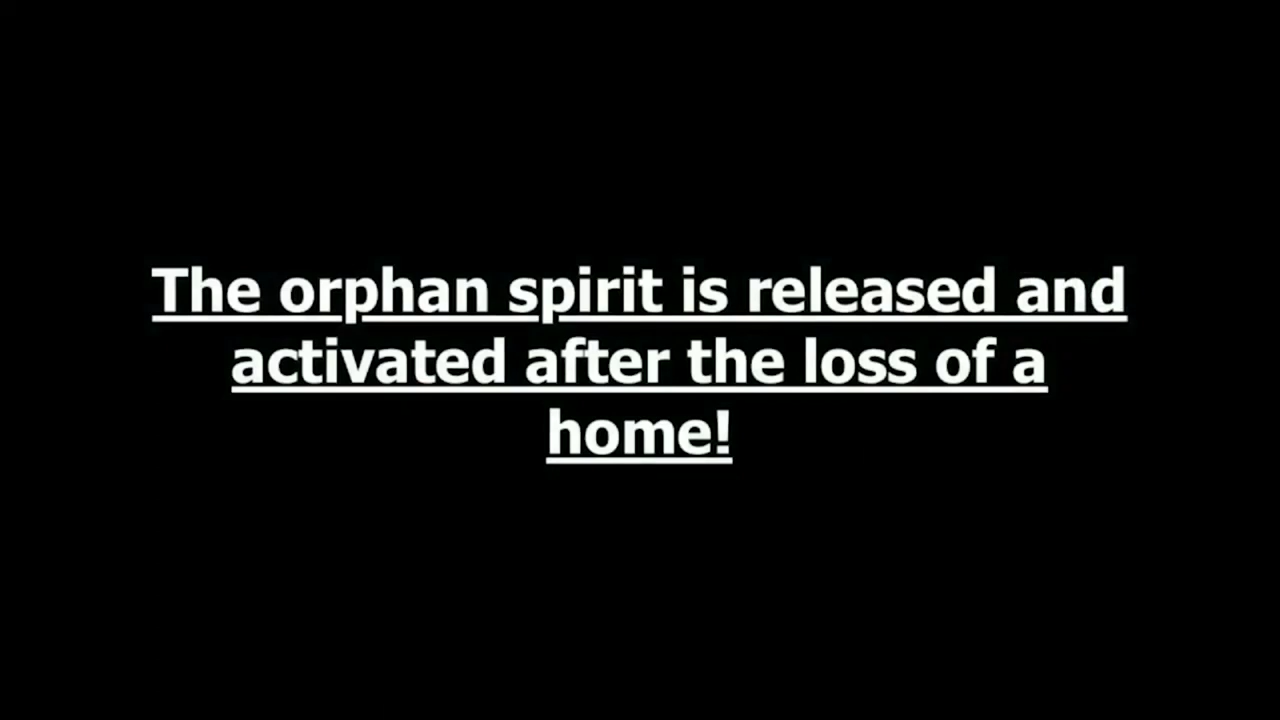 The orphan spirit is released and
activated after the loss of a
home!